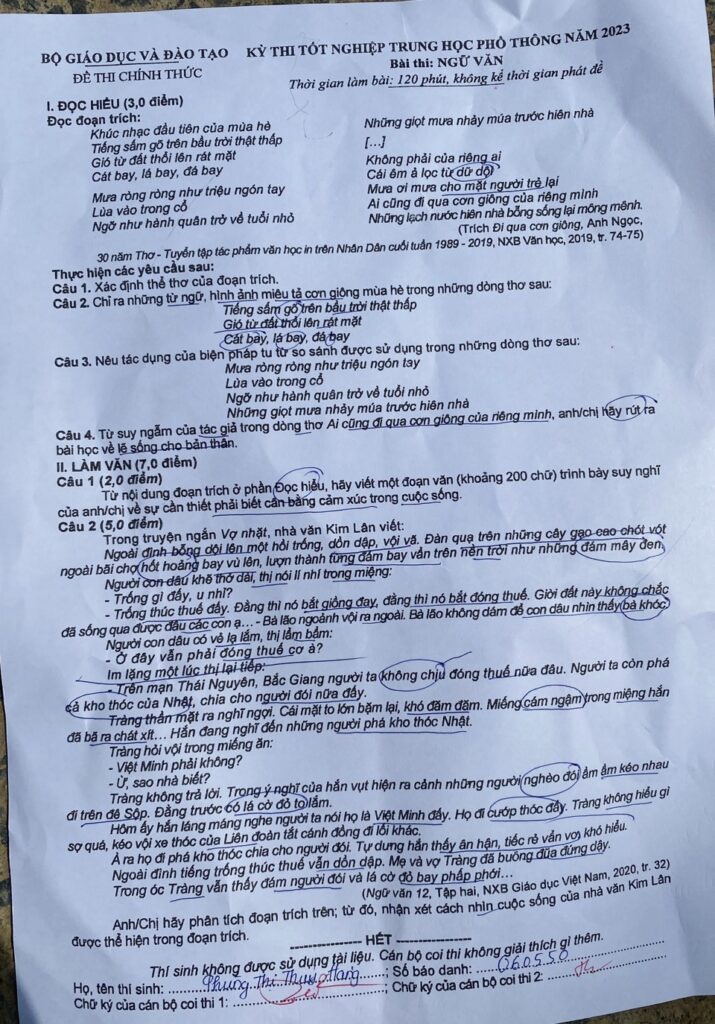 BỘ GIÁO DỤC VÀ ĐÀO TẠO KỲ THI TỐT NGHIỆP TRUNG HỌC PHỔ THÔNG NĂM 2023
ĐỀ THI CHÍNH THỨC Bài thi: NGỮ VĂN
Thời gian làm bài: 120 phút, không kể thời gian phát đề
I. ĐỌC HIỂU (3,0 điểm)
Đọc đoạn trích:
Khúc nhạc đầu tiên của mùa hè
Tiếng sấm gõ trên bầu trời thật thấp
Gió từ đất thổi lên rát mặt
Cát bay, lá bay, đá bay
Mưa ròng ròng như triệu ngón tay
Lùa vào trong cổ
Ngỡ như hành quân trở về tuổi nhỏ
Những giọt mưa nhảy múa trước hiên nhà
[...]
Không phải của riêng ai
Cái êm ả lọc từ dữ dội
Mưa ơi mưa cho mặt người trẻ lại
Ai cũng đi qua cơn giông của riêng mình
Những lạch nước hiên nhà bỗng sống lại mông mênh.
(Trích Đi qua cơn giông, Anh Ngọc,
30 năm Thơ - Tuyển tập tác phẩm văn học in trên Nhân Dân cuối tuần 1989 - 2019, NXB Văn học, 2019, tr. 74-75)
Thực hiện các yêu cầu sau:
Câu 1. Xác định thể thơ của đoạn trích.
Câu 2. Chỉ ra những từ ngữ, hình ảnh miêu tả cơn giông mùa hè trong những dòng thơ sau:
Tiếng sấm gõ trên bầu trời thật thấp
Gió từ đất thổi lên rát mặt
Cát bay, lá bay, đá bay
Câu 3. Nêu tác dụng của biện pháp tu từ so sánh được sử dụng trong những dòng thơ sau:
Mưa ròng ròng như triệu ngón tay
Lùa vào trong cổ
Ngỡ như hành quân trở về tuổi nhỏ
Những giọt mưa nhảy múa trước hiên nhà
Câu 4. Từ suy ngẫm của tác giả trong dòng thơ Ai cũng đi qua cơn giông của riêng mình, anh/chị hãy rút ra
bài học về lẽ sống cho bản thân.
II. LÀM VĂN (7,0 điểm)
Câu 1 (2,0 điểm)
Từ nội dung đoạn trích ở phần Đọc hiểu, hãy viết một đoạn văn (khoảng 200 chữ) trình bày suy nghĩ
của anh/chị về sự cần thiết phải biết cân bằng cảm xúc trong cuộc sống.
Câu 2 (5,0 điểm)
Trong truyện ngắn Vợ nhặt, nhà văn Kim Lân viết:
Ngoài đình bỗng dội lên một hồi trống, dồn dập, vội vã. Đàn quạ trên những cây gạo cao chót vót
ngoài bãi chợ hốt hoảng bay vù lên, lượn thành từng đám bay vẩn trên nền trời như những đám mây đen.
Người con dâu khẽ thở dài, thị nói lí nhí trong miệng:
- Trống gì đấy, u nhỉ?
- Trống thúc thuế đấy. Đằng thì nó bắt giồng đay, đằng thì nó bắt đóng thuế. Giời đất này không chắc
đã sống qua được đâu các con ạ... - Bà lão ngoảnh vội ra ngoài. Bà lão không dám để con dâu nhìn thấy bà khóc.
Người con dâu có vẻ lạ lắm, thị lẩm bẩm:
- Ở đây vẫn phải đóng thuế cơ à?
Im lặng một lúc thị lại tiếp:
- Trên mạn Thái Nguyên, Bắc Giang người ta không chịu đóng thuế nữa đâu. Người ta còn phá
cả kho thóc của Nhật, chia cho người đói nữa đấy.
Tràng thần mặt ra nghĩ ngợi. Cái mặt to lớn bặm lại, khó đăm đăm. Miếng cám ngậm trong miệng hắn
đã bã ra chát xít... Hắn đang nghĩ đến những người phá kho thóc Nhật.
Tràng hỏi vội trong miếng ăn:
- Việt Minh phải không?
- Ừ, sao nhà biết?
Tràng không trả lời. Trong ý nghĩ của hắn vụt hiện ra cảnh những người nghèo đói ầm ầm kéo nhau
đi trên đê Sộp. Đằng trước có lá cờ đỏ to lắm.
Hôm ấy hắn láng máng nghe người ta nói họ là Việt Minh đấy. Họ đi cướp thóc đấy. Tràng không hiểu gì
sợ quá, kéo vội xe thóc của Liên đoàn tắt cánh đồng đi lối khác.
À ra họ đi phá kho thóc chia cho người đói. Tự dưng hắn thấy ân hận, tiếc rẻ vẩn vơ, khó hiểu.
Ngoài đình tiếng trống thúc thuế vẫn dồn dập. Mẹ và vợ Tràng đã buông đũa đứng dậy.
Trong óc Tràng vẫn thấy đám người đói và lá cờ đỏ bay phấp phới...
(Ngữ văn 12, Tập hai, NXB Giáo dục Việt Nam, 2020, tr. 32)
Anh/Chị hãy phân tích đoạn trích trên; từ đó, nhận xét cách nhìn cuộc sống của nhà văn Kim Lân
được thể hiện trong đoạn trích.
---------------- HẾT ----------------
Thí sinh không được sử dụng tài liệu. Cán bộ coi thi không giải thích gì thêm.
Họ, tên thí sinh: Phung Thị Thuy Hang; Số báo danh: 060550
Chữ ký của cán bộ coi thi 1: ; Chữ ký của cán bộ coi thi 2: